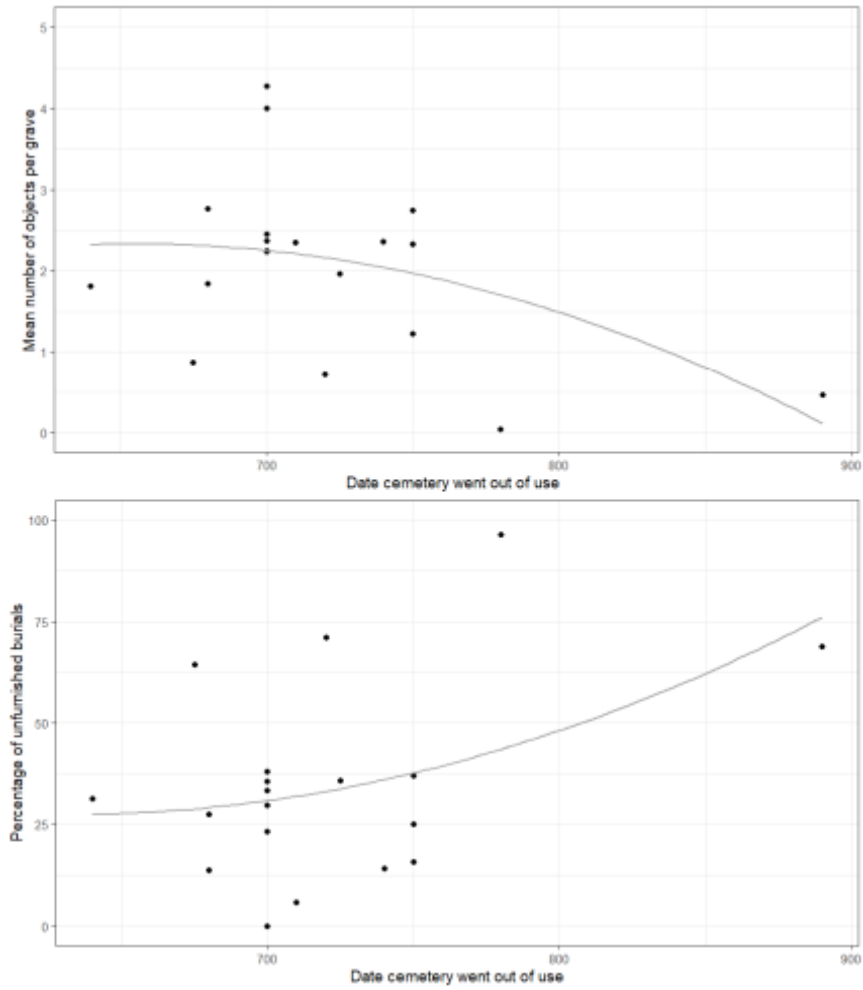 5
4
3
2
1
0
Mean number of objects per grave
700 800 900
Date cemetery went out of use
100
75
50
25
0
Percentage of unfurnished burials
700 800 900
Date cemetery went out of use